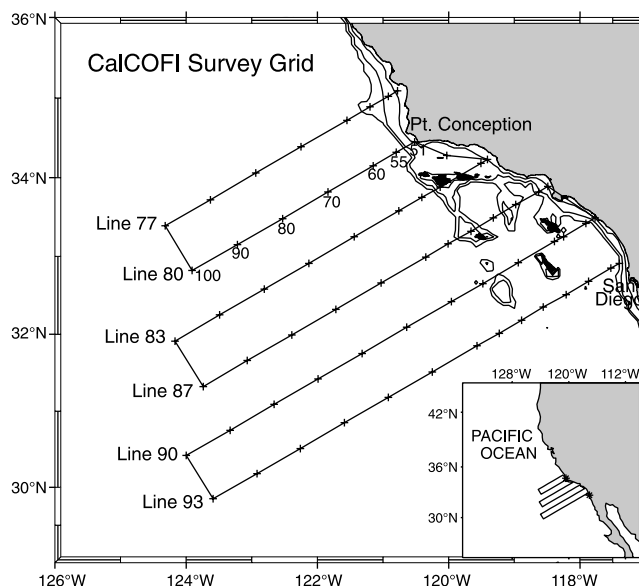 36°N
CalCOFI Survey Grid
Pt. Conception
34°N
51
55
60
70
80
90
100
Line 77
Line 80
32°N
Line 83
Line 87
San
Diego
128°W 120°W 112°W
42°N
PACIFIC
OCEAN
36°N
30°N
Line 90
30°N
Line 93
126°W 124°W 122°W 120°W 118°W